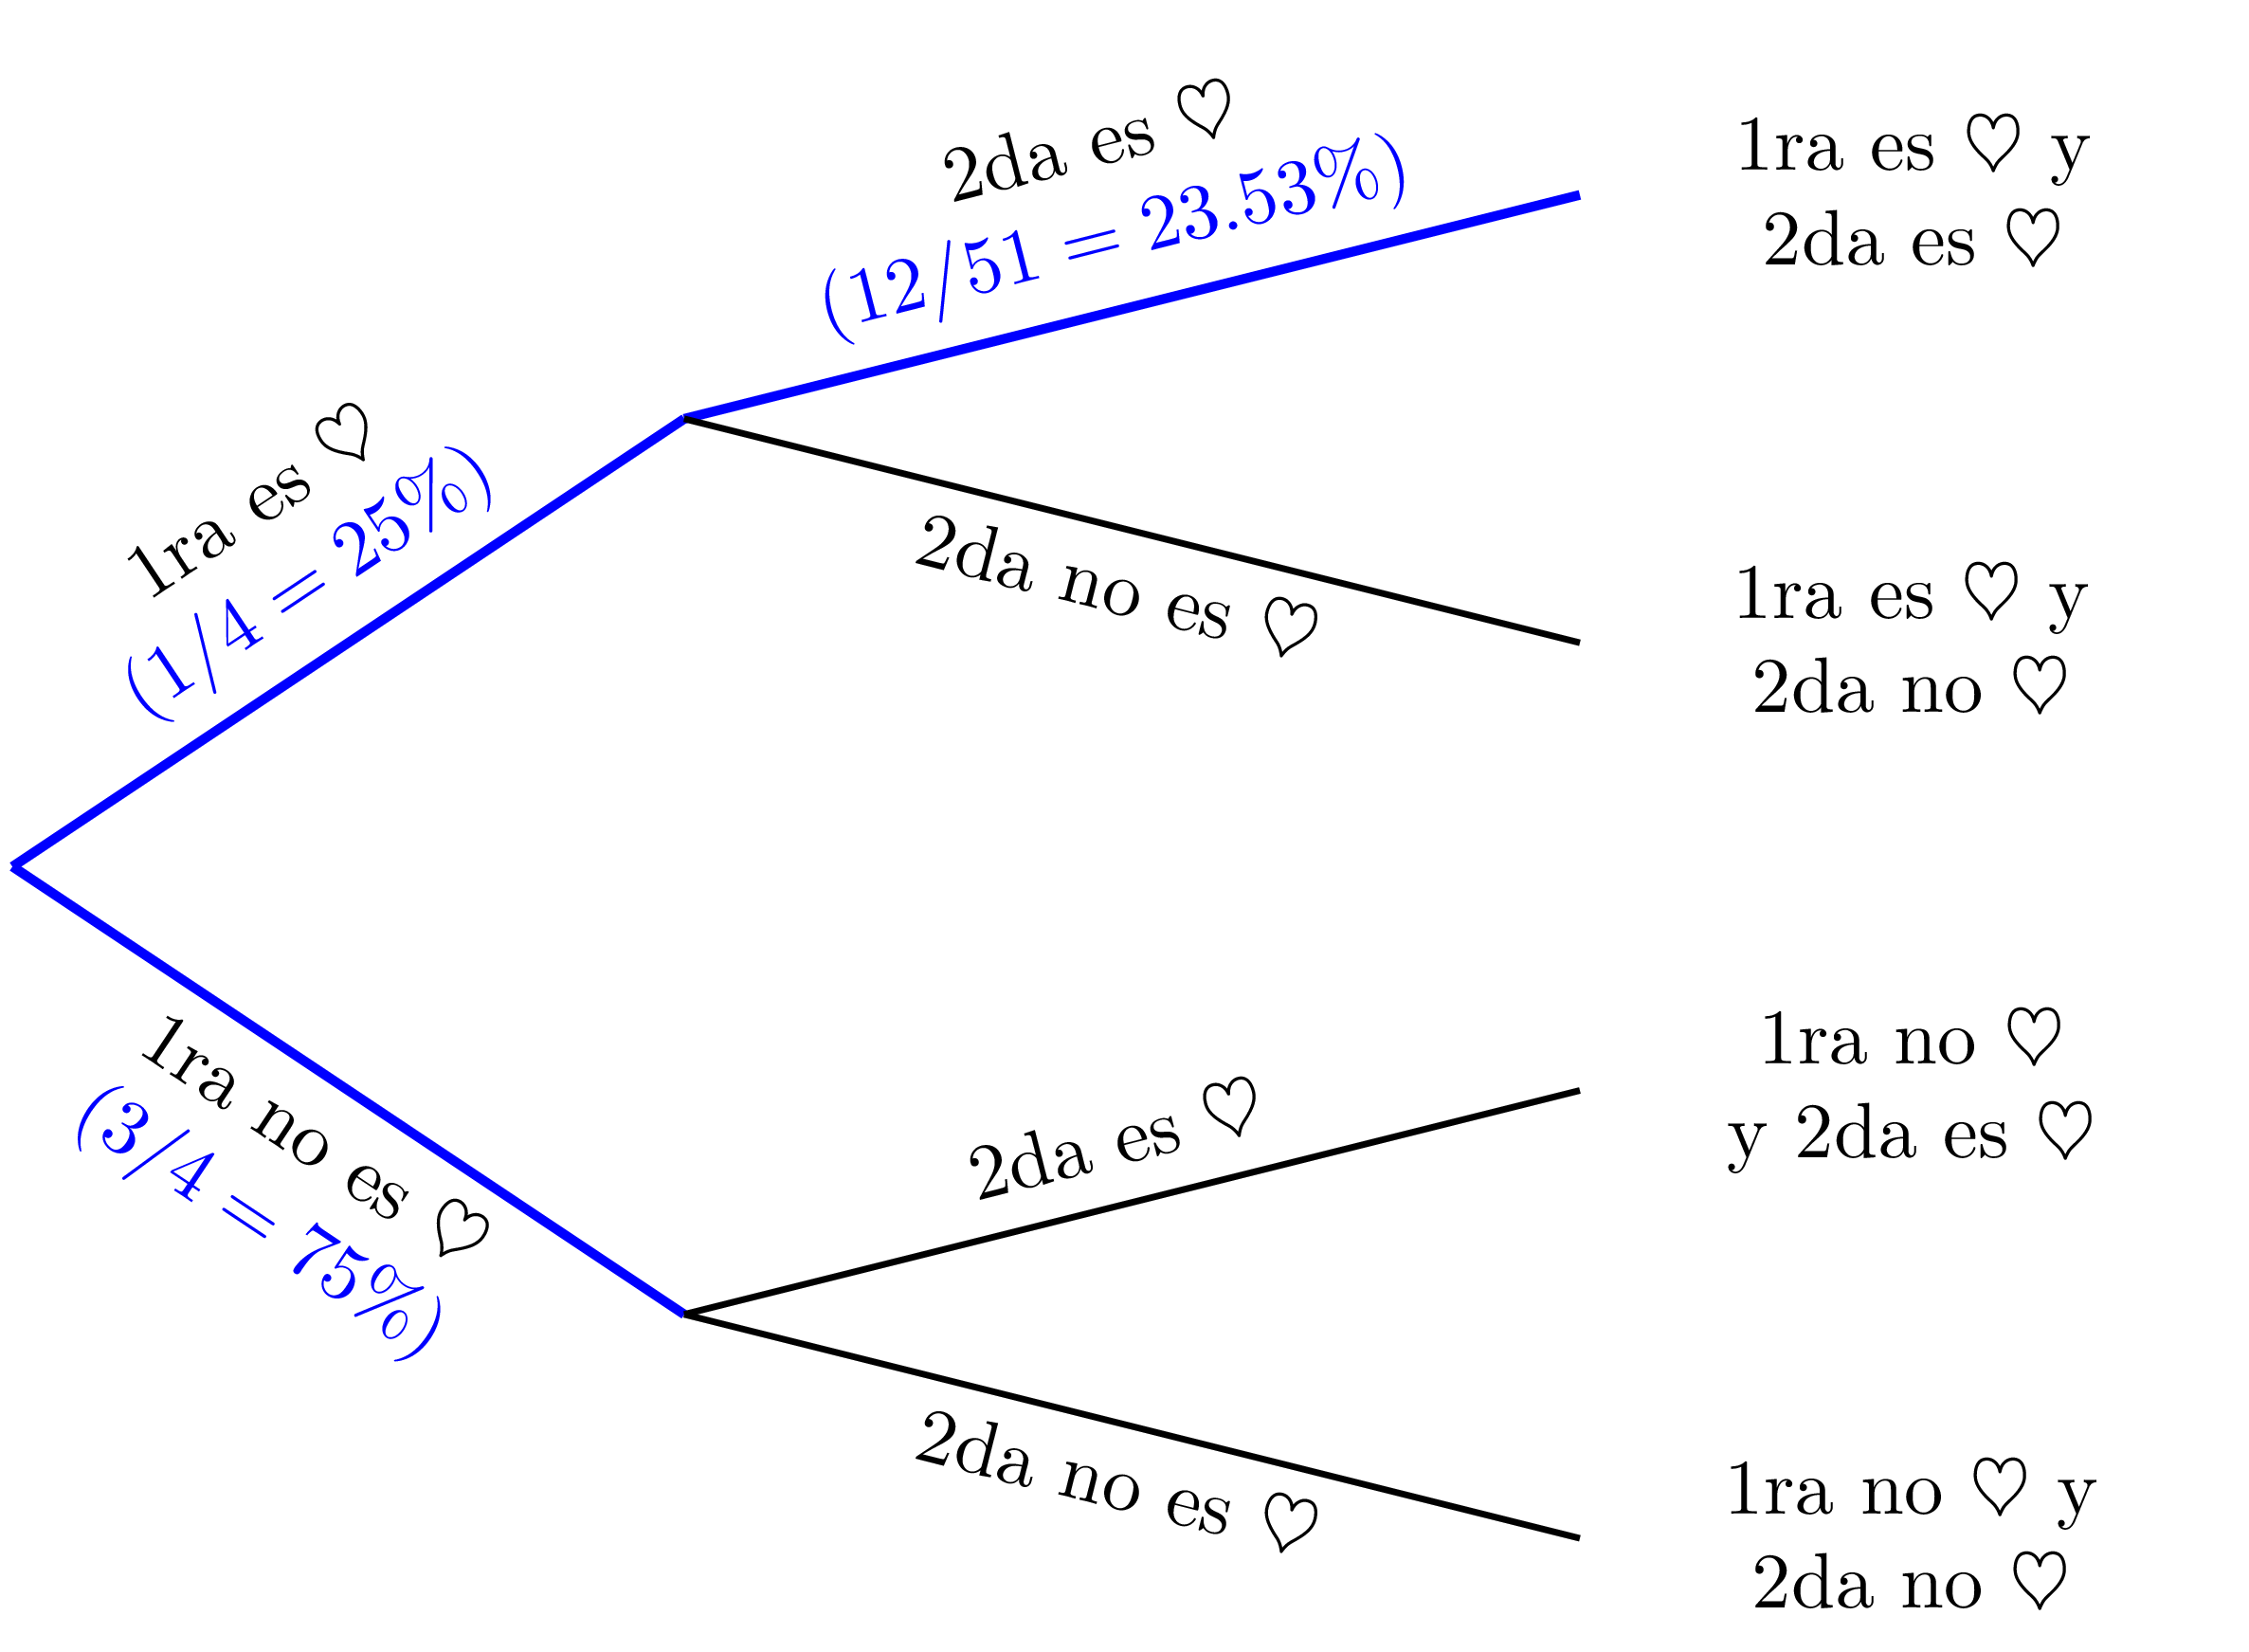 2da es ♡
(12/51 = 23.53%)
1ra es ♡ y
2da es ♡
1ra es ♡
(1/4 = 25%)
2da no es ♡
1ra es ♡ y
2da no ♡
1ra no es ♡
(3/4 = 75%)
2da es ♡
1ra no ♡
y 2da es ♡
2da no es ♡
1ra no ♡ y
2da no ♡